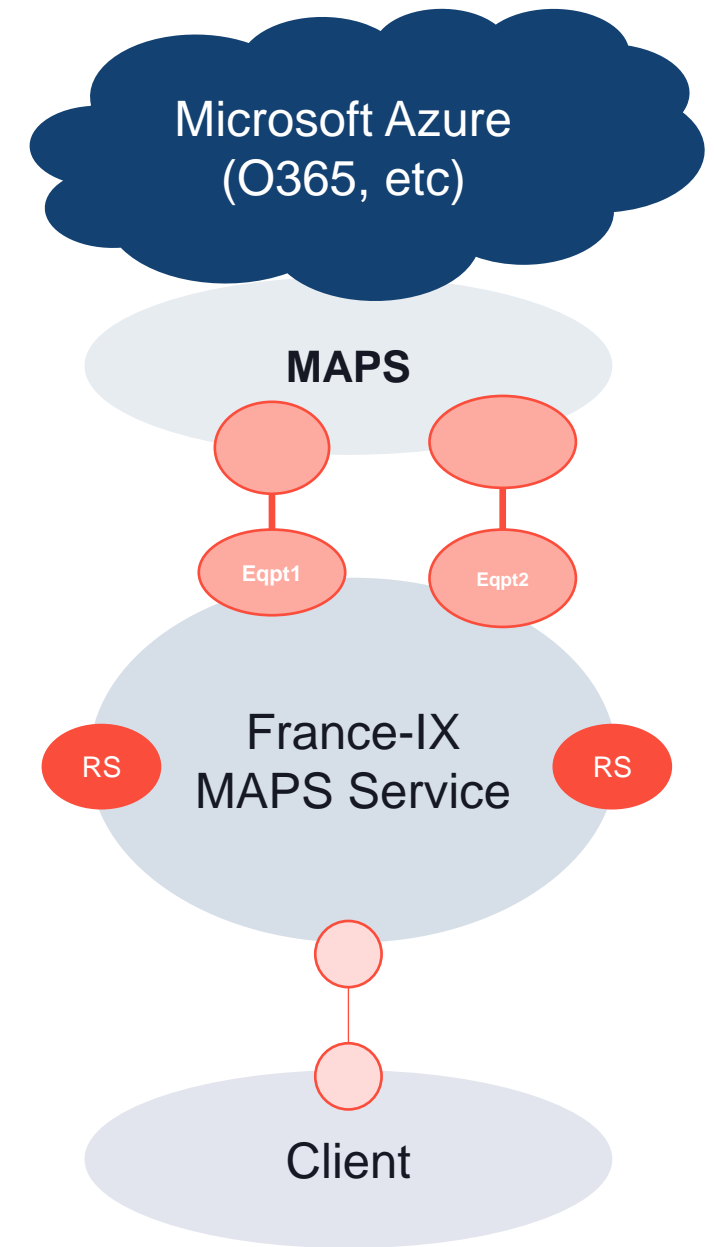 Microsoft Azure
(O365, etc)
MAPS
Eqpt1
Eqpt2
France-IX
MAPS Service
RS
RS
Client